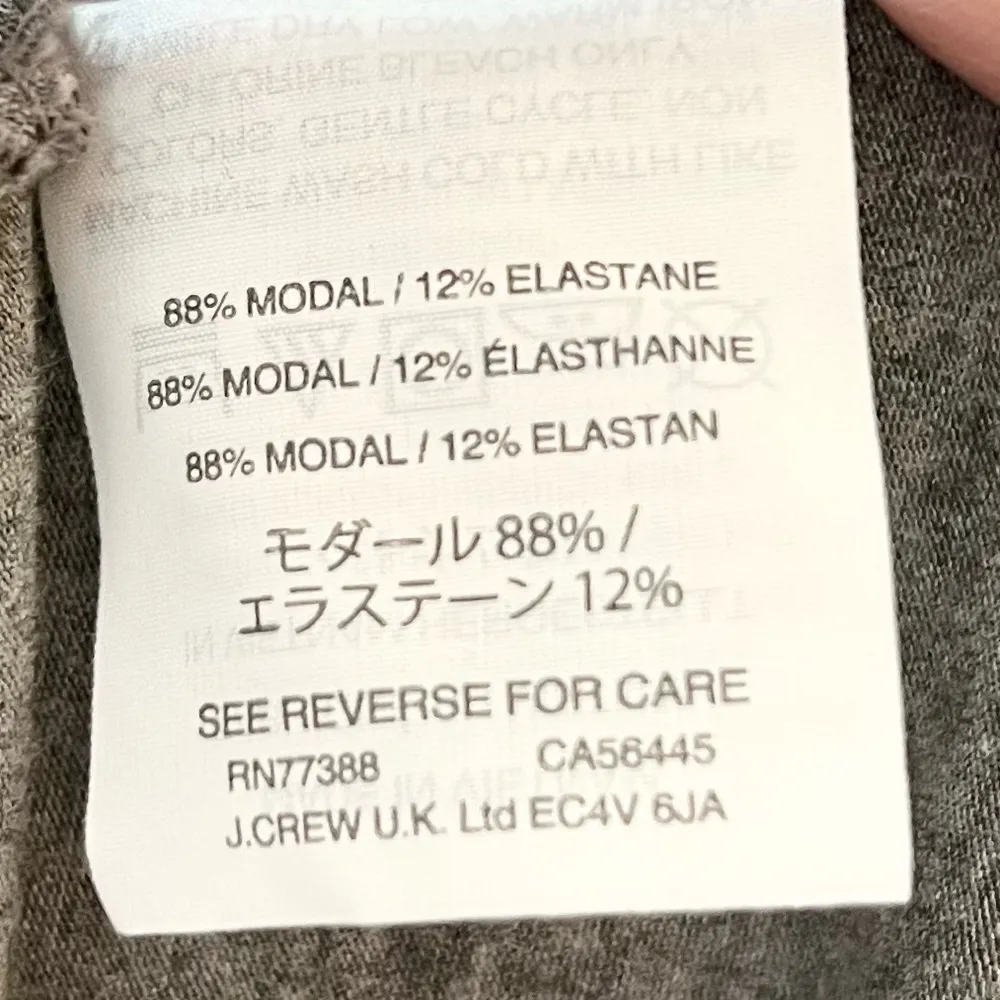 88% MODAL / 12% ELASTANE
88% MODAL / 12% ÉLASTHANNE
88% MODAL / 12% ELASTAN
モダール 88% /
エラステーン 12%
SEE REVERSE FOR CARE
RN77388 CA56445
J.CREW U.K. Ltd EC4V 6JA